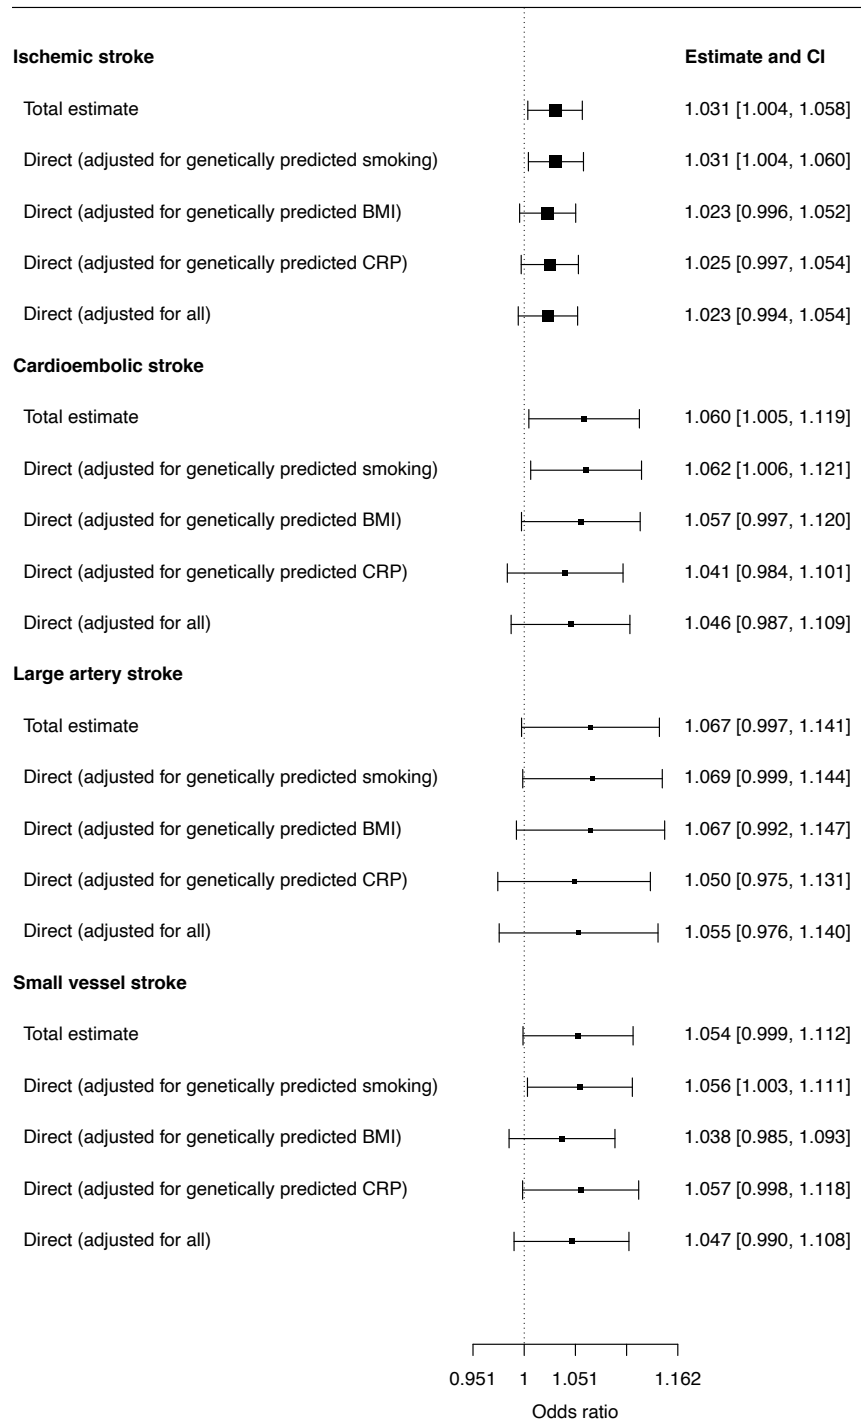 Ischemic stroke Estimate and CI
Total estimate 1.031 [1.004, 1.058]
Direct (adjusted for genetically predicted smoking) 1.031 [1.004, 1.060]
Direct (adjusted for genetically predicted BMI) 1.023 [0.996, 1.052]
Direct (adjusted for genetically predicted CRP) 1.025 [0.997, 1.054]
Direct (adjusted for all) 1.023 [0.994, 1.054]
Cardioembolic stroke
Total estimate 1.060 [1.005, 1.119]
Direct (adjusted for genetically predicted smoking) 1.062 [1.006, 1.121]
Direct (adjusted for genetically predicted BMI) 1.057 [0.997, 1.120]
Direct (adjusted for genetically predicted CRP) 1.041 [0.984, 1.101]
Direct (adjusted for all) 1.046 [0.987, 1.109]
Large artery stroke
Total estimate 1.067 [0.997, 1.141]
Direct (adjusted for genetically predicted smoking) 1.069 [0.999, 1.144]
Direct (adjusted for genetically predicted BMI) 1.067 [0.992, 1.147]
Direct (adjusted for genetically predicted CRP) 1.050 [0.975, 1.131]
Direct (adjusted for all) 1.055 [0.976, 1.140]
Small vessel stroke
Total estimate 1.054 [0.999, 1.112]
Direct (adjusted for genetically predicted smoking) 1.056 [1.003, 1.111]
Direct (adjusted for genetically predicted BMI) 1.038 [0.985, 1.093]
Direct (adjusted for genetically predicted CRP) 1.057 [0.998, 1.118]
Direct (adjusted for all) 1.047 [0.990, 1.108]
0.951 1 1.051 1.162
Odds ratio